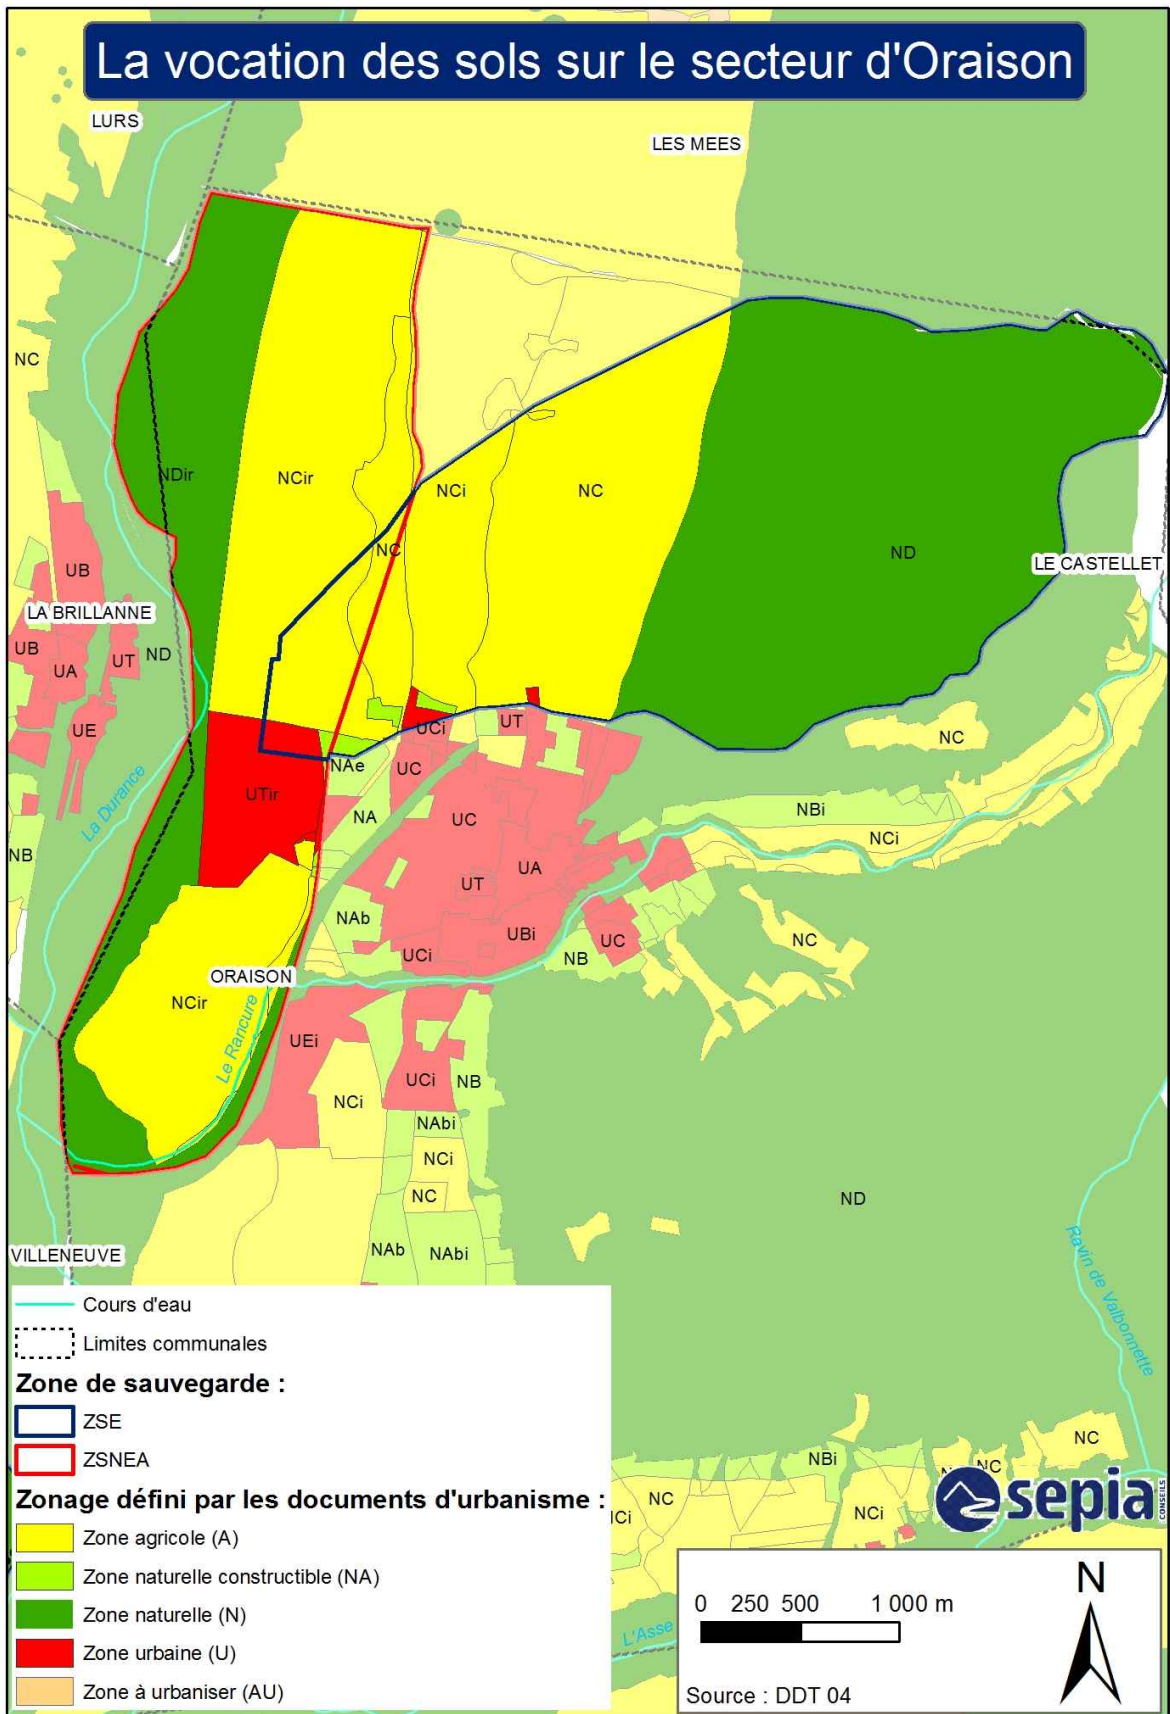 La vocation des sols sur le secteur d'Oraison
LURS
LES MEES
NC
NDir
NCir
NCi
NC
NC
ND
LE CASTELLET
UB
LA BRILLANNE
UB
UA
UT
ND
UE
UCi
UT
NC
NAe
UC
UTir
La Durance
NA
UC
NBi
NCi
NB
UA
UT
NAb
UBi
UC
NC
UCi
NB
ORAISON
NCir
Le Rancure
UEi
UCi
NB
NCi
NAbi
NCi
NC
ND
NAb
NAbi
VILLENEUVE
Ravin de Valbonnette
Cours d'eau
Limites communales
Zone de sauvegarde :
ZSE
ZSNEA
Zonage défini par les documents d'urbanisme :
Zone agricole (A)
Zone naturelle constructible (NA)
Zone naturelle (N)
Zone urbaine (U)
Zone à urbaniser (AU)
NC
NBi
NC
NC
NCi
NCi
sepia
CONSEILS
L'Asse
N
0 250 500 1 000 m
Source : DDT 04